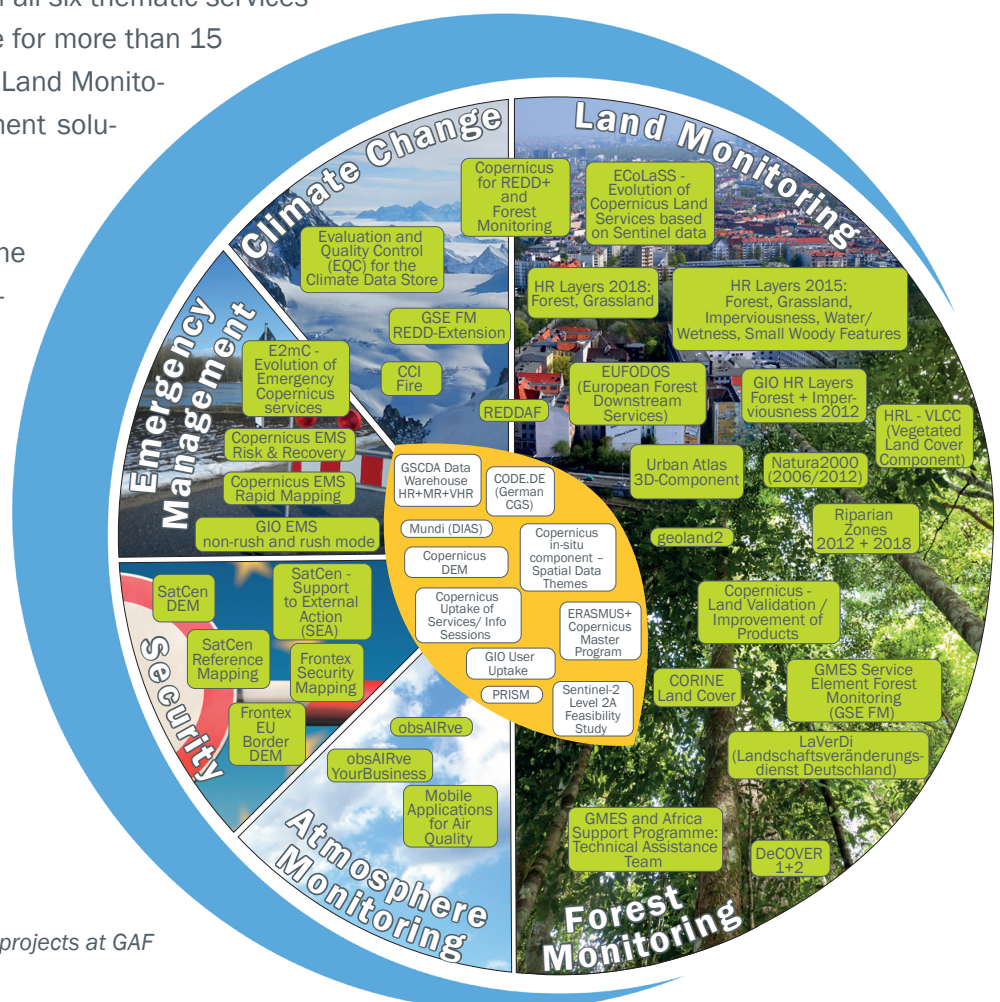 all six thematic services
for more than 15
Land Monito-
ment solu-
-
Climate Change
Evaluation and
Quality Control
(EQC) for the
Climate Data Store
GSE FM
REDD-Extension
CCI
Fire
Copernicus
for REDD+
and
Forest
Monitoring
REDDAF
Land Monitoring
ECoLaSS -
Evolution of
Copernicus Land
Services based
on Sentinel data
HR Layers 2018:
Forest, Grassland
HR Layers 2015:
Forest, Grassland,
Imperviousness, Water/
Wetness, Small Woody Features
EUFODOS
(European Forest
Downstream
Services)
GIO HR Layers
Forest + Imper-
viousness 2012
HRL - VLCC
(Vegetated
Land Cover
Component)
Urban Atlas
3D-Component
Natura2000
(2006/2012)
geoland2
Riparian
Zones
2012 + 2018
Copernicus -
Land Validation /
Improvement of
Products
CORINE
Land Cover
GMES Service
Element Forest
Monitoring
(GSE FM)
LaVerDi
(Landschaftsveränderungs-
dienst Deutschland)
GMES and Africa
Support Programme:
Technical Assistance
Team
DeCOVER
1+2
Forest
Monitoring
Emergency
Management
E2mC -
Evolution of
Emergency
Copernicus
services
Copernicus EMS
Risk & Recovery
Copernicus EMS
Rapid Mapping
GIO EMS
non-rush and rush mode
Security
SatCen
DEM
SatCen -
Support
to External
Action
(SEA)
SatCen
Reference
Mapping
Frontex
Security
Mapping
Frontex
EU
Border
DEM
Atmosphere
Monitoring
obsAIRve
obsAIRve
YourBusiness
Mobile
Applications
for Air
Quality
GSCDA Data
Warehouse
HR+MR+VHR
CODE.DE
(German
CGS)
Mundi (DIAS)
Copernicus
DEM
Copernicus
in-situ
component –
Spatial Data
Themes
Copernicus
Uptake of
Services/ Info
Sessions
ERASMUS+
Copernicus
Master
Program
GIO User
Uptake
PRISM
Sentinel-2
Level 2A
Feasibility
Study
projects at GAF